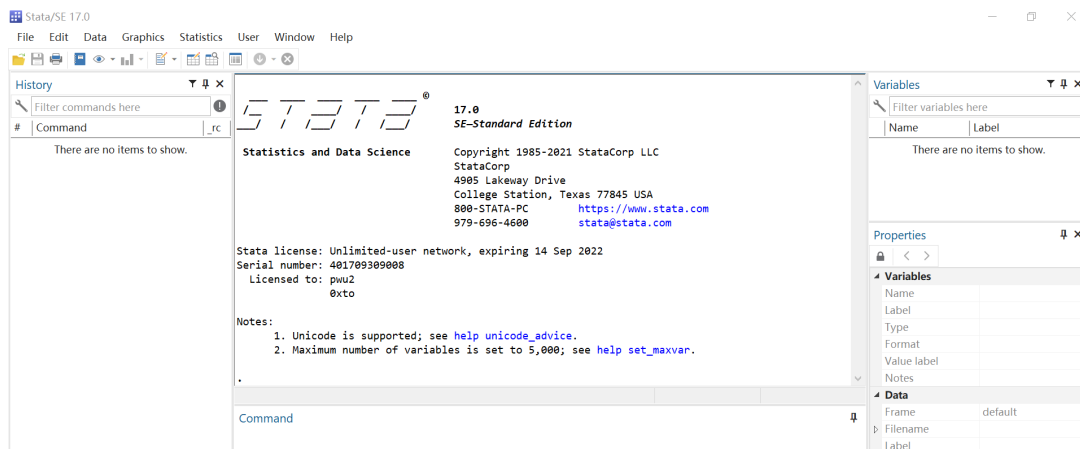 Stata/SE 17.0
File Edit Data Graphics Statistics User Window Help
History
Filter commands here
# Command _rc
There are no items to show.
©
17.0
SE—Standard Edition
Statistics and Data Science Copyright 1985-2021 StataCorp LLC
StataCorp
4905 Lakeway Drive
College Station, Texas 77845 USA
800-STATA-PC https://www.stata.com
979-696-4600 stata@stata.com
Stata license: Unlimited-user network, expiring 14 Sep 2022
Serial number: 401709309008
Licensed to: pwu2
0xto
Notes:
1. Unicode is supported; see help unicode_advice.
2. Maximum number of variables is set to 5,000; see help set_maxvar.
.
Command
Variables
Filter variables here
Name Label
There are no items to show.
Properties
Variables
Name
Label
Type
Format
Value label
Notes
Data
Frame default
Filename
Label